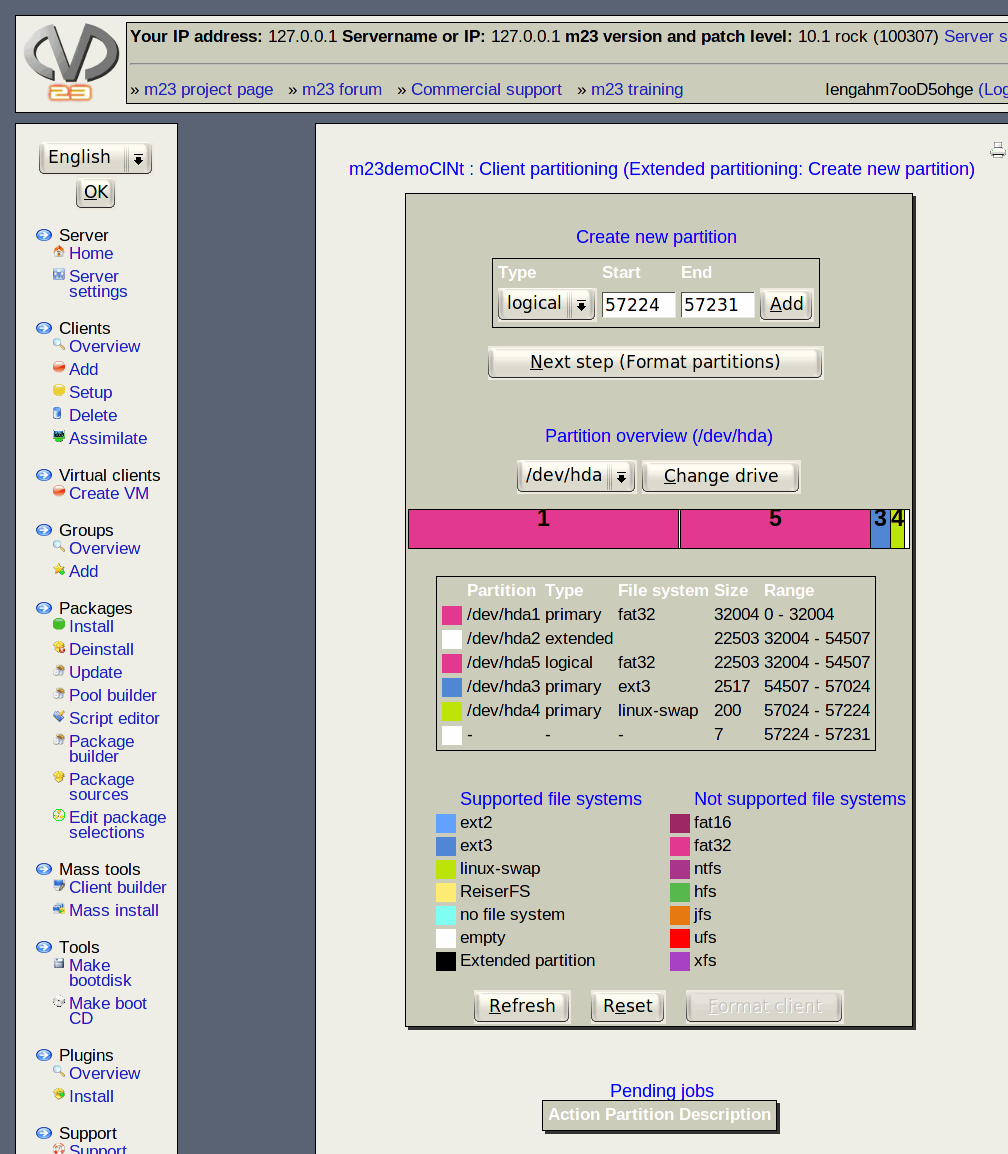 Your IP address: 127.0.0.1 Servername or IP: 127.0.0.1 m23 version and patch level: 10.1 rock (100307) Server s
23
» m23 project page » m23 forum » Commercial support » m23 training Iengahm7ooD5ohge (Log
English
OK
Server
Home
Server
settings
Clients
Overview
Add
Setup
Delete
Assimilate
Virtual clients
Create VM
Groups
Overview
Add
Packages
Install
Deinstall
Update
Pool builder
Script editor
Package
builder
Package
sources
Edit package
selections
Mass tools
Client builder
Mass install
Tools
Make
bootdisk
Make boot
CD
Plugins
Overview
Install
Support
Support
m23demoClNt : Client partitioning (Extended partitioning: Create new partition)
Create new partition
Type Start End
logical 57224 57231 Add
Next step (Format partitions)
Partition overview (/dev/hda)
/dev/hda Change drive
1 5 3 4
Partition Type File system Size Range
/dev/hda1 primary fat32 32004 0 - 32004
/dev/hda2 extended 22503 32004 - 54507
/dev/hda5 logical fat32 22503 32004 - 54507
/dev/hda3 primary ext3 2517 54507 - 57024
/dev/hda4 primary linux-swap 200 57024 - 57224
- - - 7 57224 - 57231
Supported file systems Not supported file systems
ext2 fat16
ext3 fat32
linux-swap ntfs
ReiserFS hfs
no file system jfs
empty ufs
Extended partition xfs
Refresh Reset Format client
Pending jobs
Action Partition Description